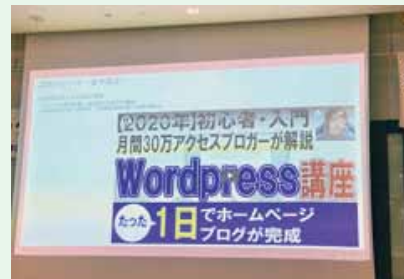 【2020年】初心者・入門
月間30万アクセスブロガーが解説
Wordpress講座
たった1日でホームページ
ブログが完成